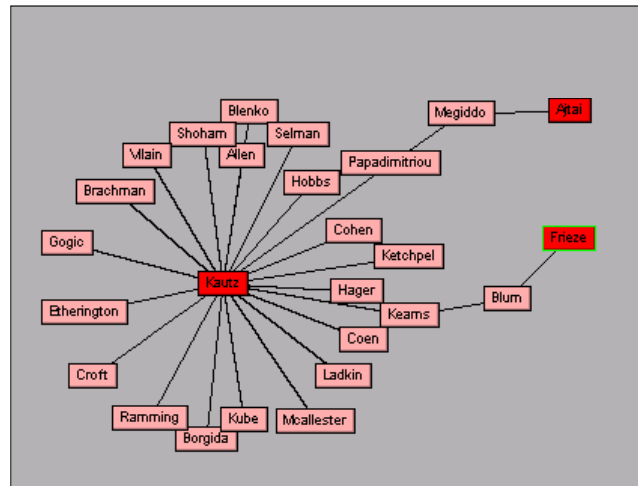 Blenko
Megiddo
Ajtai
Shoham
Selman
Vilain
Allen
Papadimitriou
Brachman
Hobbs
Gogic
Cohen
Frieze
Ketchpel
Kautz
Hager
Blum
Etherington
Kearns
Coen
Croft
Ladkin
Ramming
Kube
Mcallester
Borgida